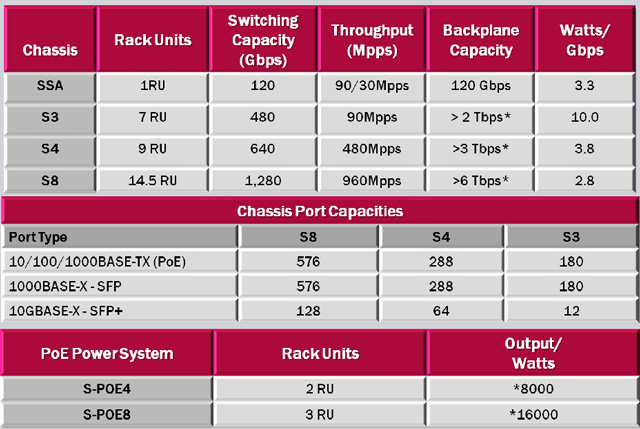 Chassis Rack Units Switching Capacity (Gbps) Throughput (Mpps) Backplane Capacity Watts/ Gbps
SSA 1RU 120 90/30Mpps 120 Gbps 3.3
S3 7 RU 480 90Mpps > 2 Tbps* 10.0
S4 9 RU 640 480Mpps >3 Tbps* 3.8
S8 14.5 RU 1,280 960Mpps >6 Tbps* 2.8
Chassis Port Capacities
Port Type S8 S4 S3
10/100/1000BASE-TX (PoE) 576 288 180
1000BASE-X - SFP 576 288 180
10GBASE-X - SFP+ 128 64 12
PoE Power System Rack Units Output/ Watts
S-POE4 2 RU *8000
S-POE8 3 RU *16000